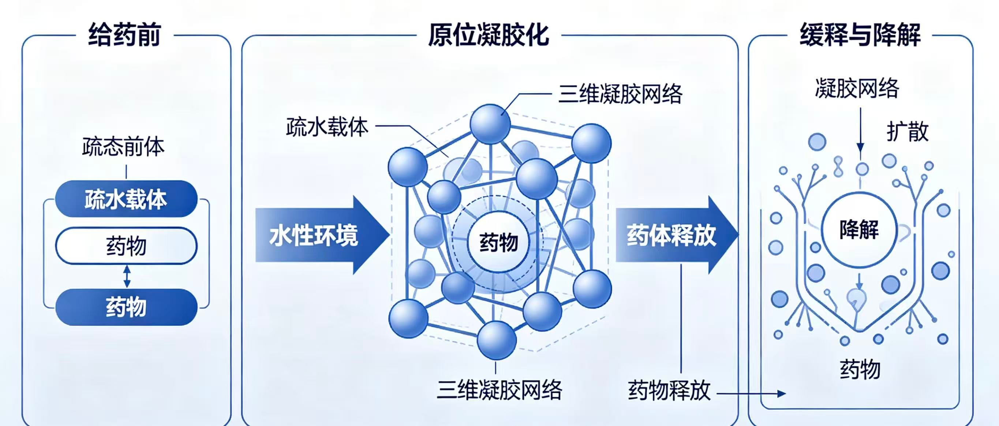 给药前
疏态前体
疏水载体
药物
药物
原位凝胶化
三维凝胶网络
疏水载体
水性环境
药物
药体释放
三维凝胶网络
药物释放
缓释与降解
凝胶网络
扩散
降解
药物